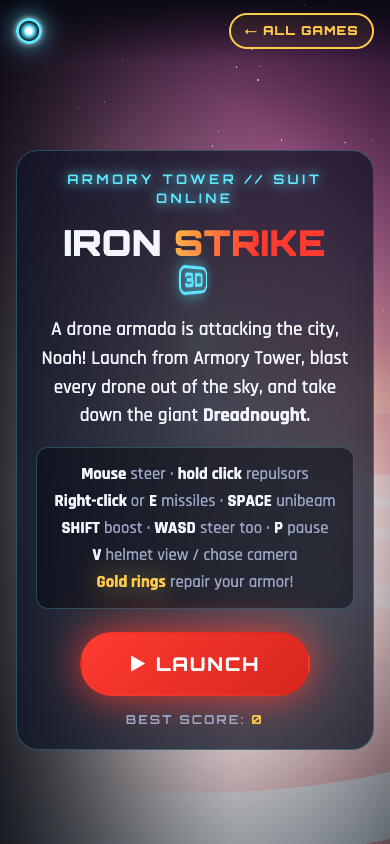 ← ALL GAMES
ARMORY TOWER // SUIT
ONLINE
IRON STRIKE
3D
A drone armada is attacking the city,
Noah! Launch from Armory Tower, blast
every drone out of the sky, and take
down the giant Dreadnought.
Mouse steer · hold click repulsors
Right-click or E missiles · SPACE unibeam
SHIFT boost · WASD steer too · P pause
V helmet view / chase camera
Gold rings repair your armor!
▶ LAUNCH
BEST SCORE: 0